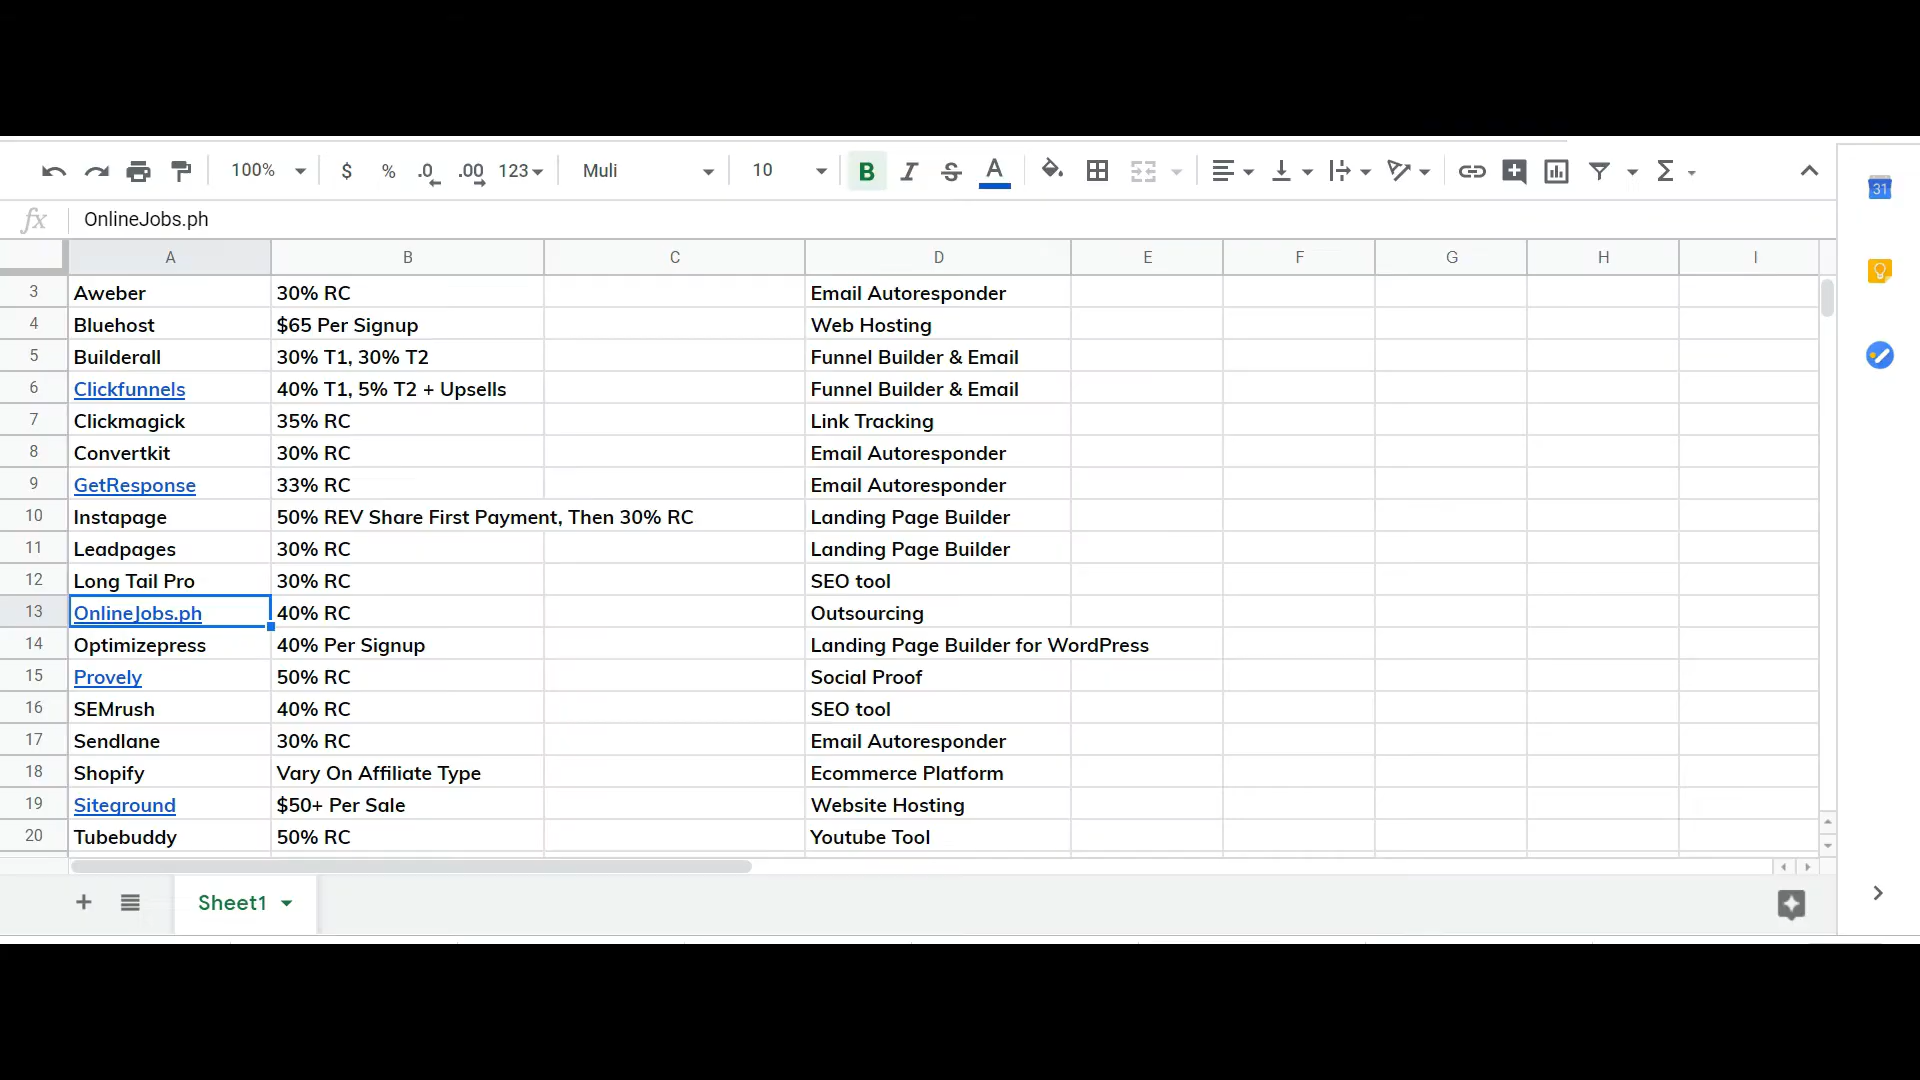 100% $ % .0 .00 123 Muli 10 B I S A Σ 31
fx OnlineJobs.ph
A B C D E F G H I
3 Aweber 30% RC Email Autoresponder
4 Bluehost $65 Per Signup Web Hosting
5 Builderall 30% T1, 30% T2 Funnel Builder & Email
6 Clickfunnels 40% T1, 5% T2 + Upsells Funnel Builder & Email
7 Clickmagick 35% RC Link Tracking
8 Convertkit 30% RC Email Autoresponder
9 GetResponse 33% RC Email Autoresponder
10 Instapage 50% REV Share First Payment, Then 30% RC Landing Page Builder
11 Leadpages 30% RC Landing Page Builder
12 Long Tail Pro 30% RC SEO tool
13 OnlineJobs.ph 40% RC Outsourcing
14 Optimizepress 40% Per Signup Landing Page Builder for WordPress
15 Provely 50% RC Social Proof
16 SEMrush 40% RC SEO tool
17 Sendlane 30% RC Email Autoresponder
18 Shopify Vary On Affiliate Type Ecommerce Platform
19 Siteground $50+ Per Sale Website Hosting
20 Tubebuddy 50% RC Youtube Tool
Sheet1